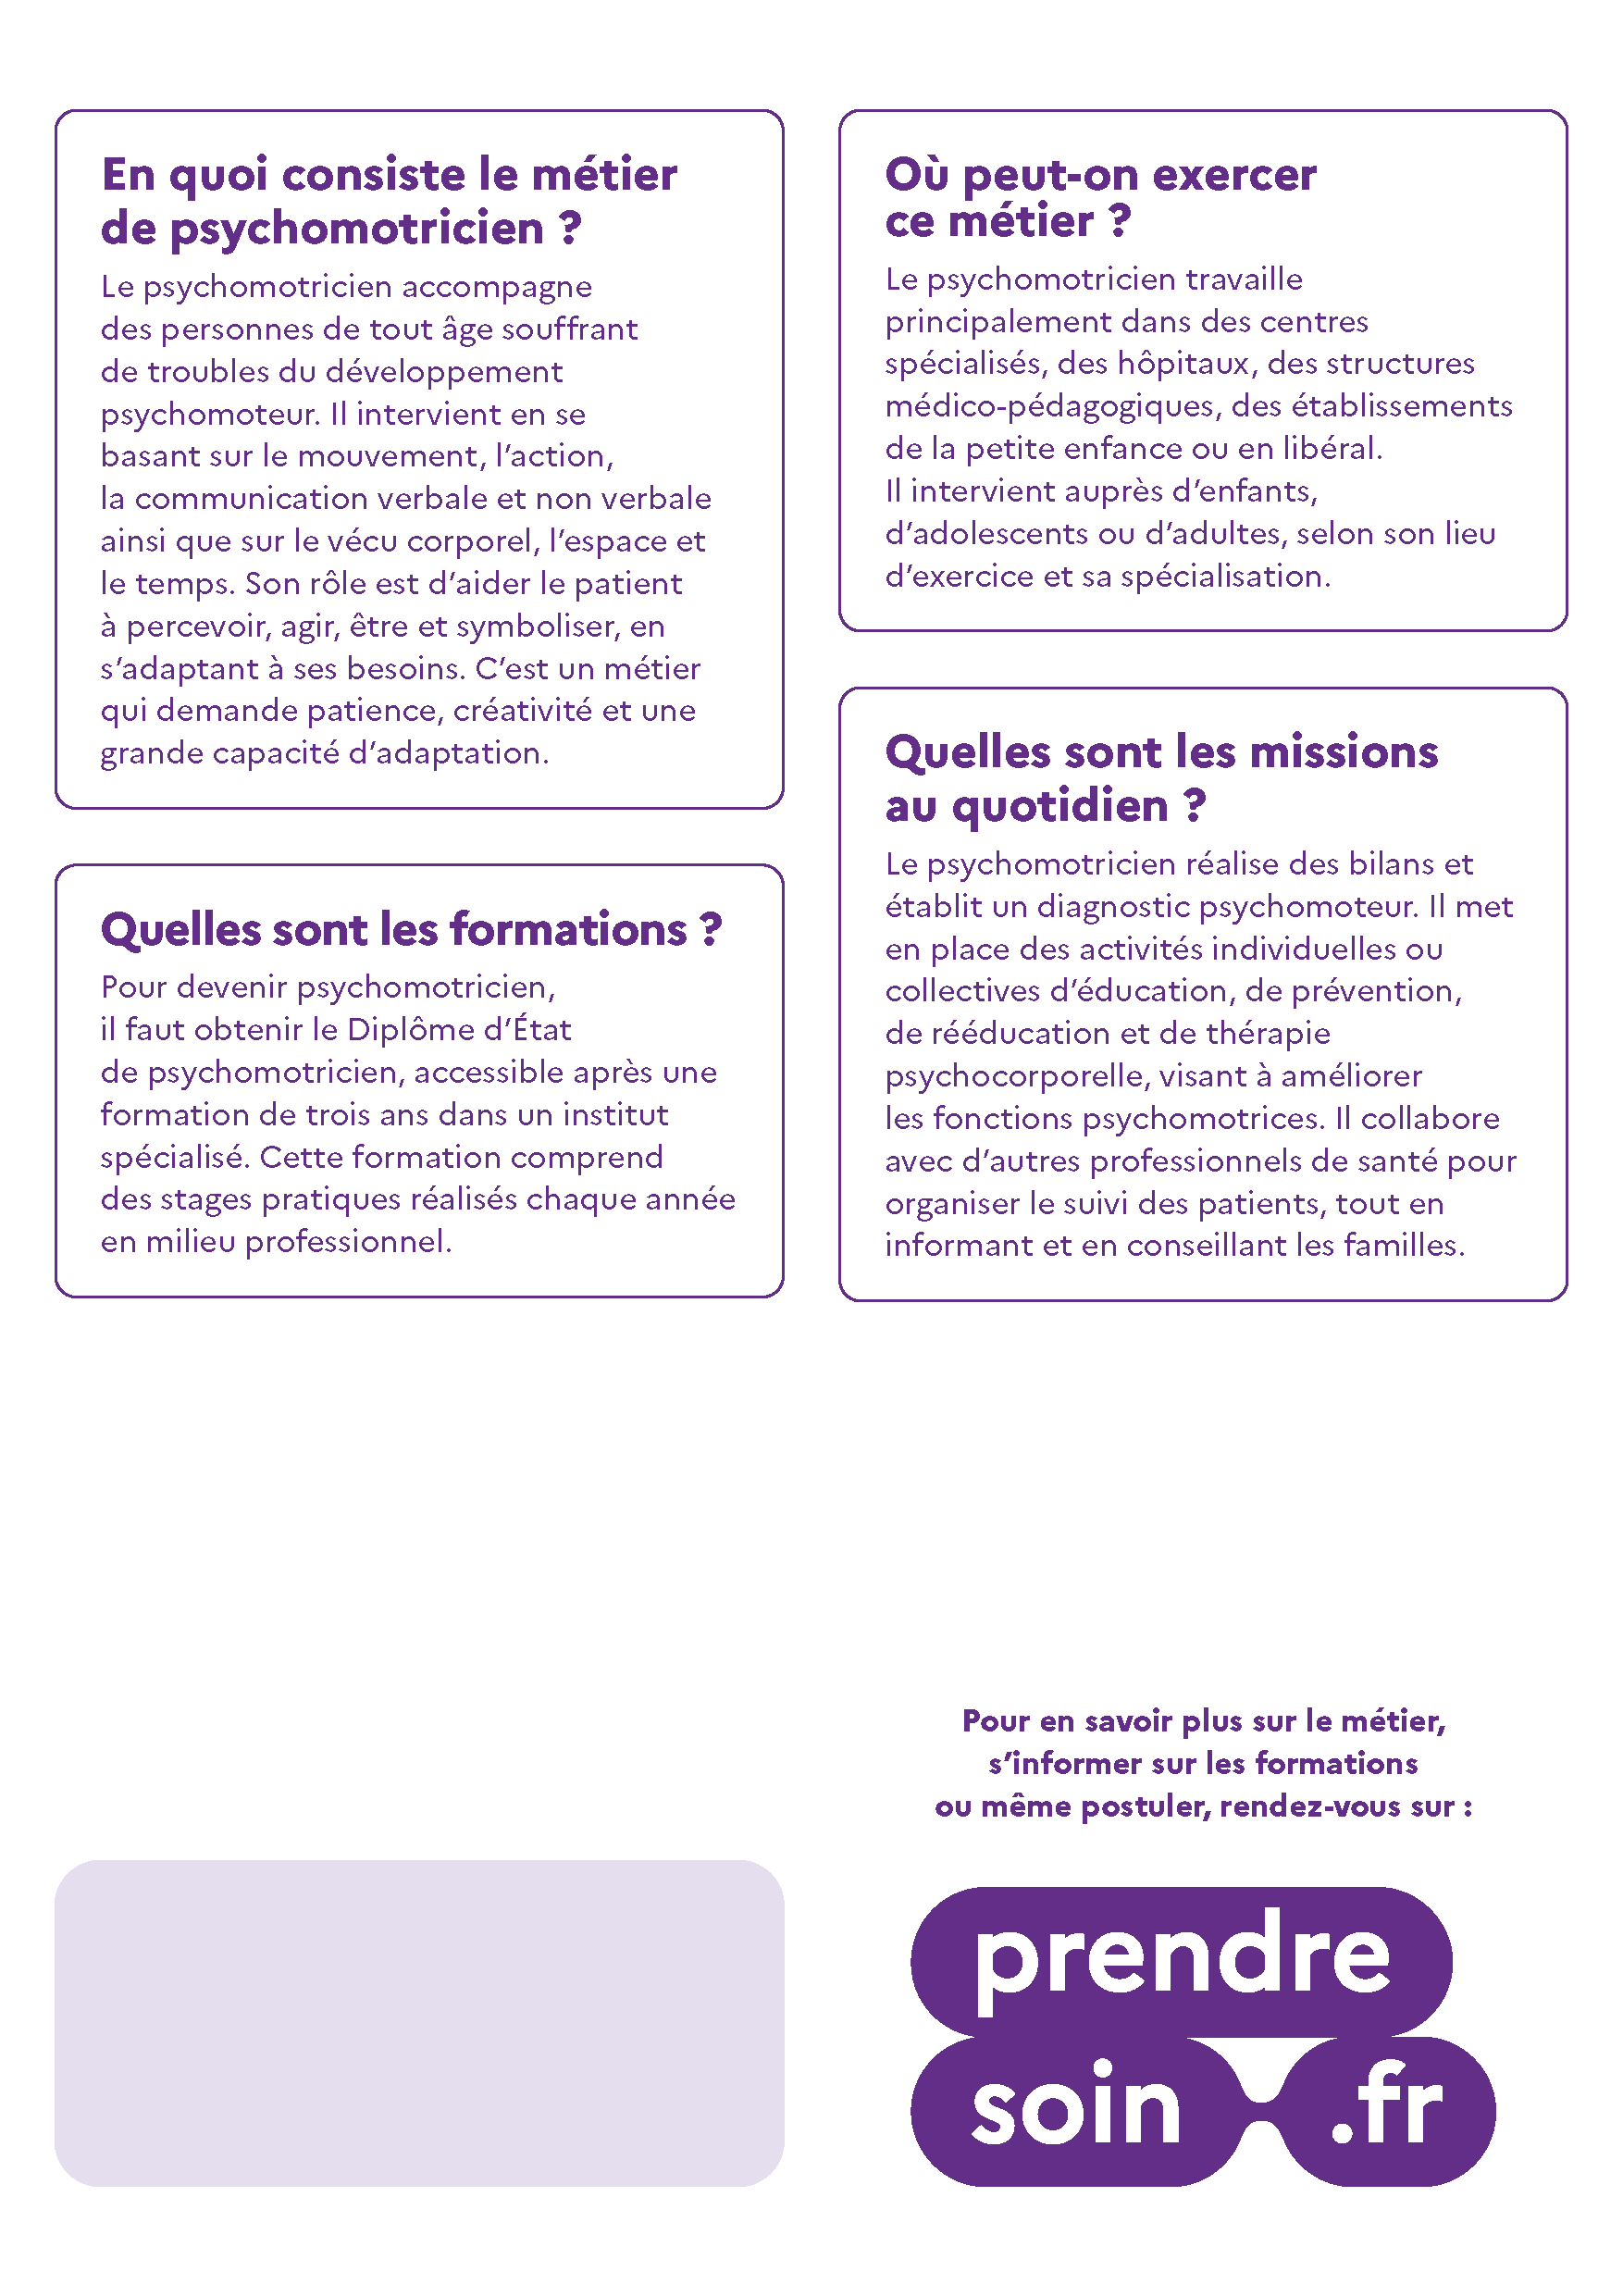 En quoi consiste le métier
de psychomotricien ?
Le psychomotricien accompagne
des personnes de tout âge souffrant
de troubles du développement
psychomoteur. Il intervient en se
basant sur le mouvement, l’action,
la communication verbale et non verbale
ainsi que sur le vécu corporel, l’espace et
le temps. Son rôle est d’aider le patient
à percevoir, agir, être et symboliser, en
s’adaptant à ses besoins. C’est un métier
qui demande patience, créativité et une
grande capacité d’adaptation.
Quelles sont les formations ?
Pour devenir psychomotricien,
il faut obtenir le Diplôme d’État
de psychomotricien, accessible après une
formation de trois ans dans un institut
spécialisé. Cette formation comprend
des stages pratiques réalisés chaque année
en milieu professionnel.
Où peut-on exercer
ce métier ?
Le psychomotricien travaille
principalement dans des centres
spécialisés, des hôpitaux, des structures
médico-pédagogiques, des établissements
de la petite enfance ou en libéral.
Il intervient auprès d’enfants,
d’adolescents ou d’adultes, selon son lieu
d’exercice et sa spécialisation.
Quelles sont les missions
au quotidien ?
Le psychomotricien réalise des bilans et
établit un diagnostic psychomoteur. Il met
en place des activités individuelles ou
collectives d’éducation, de prévention,
de rééducation et de thérapie
psychocorporelle, visant à améliorer
les fonctions psychomotrices. Il collabore
avec d’autres professionnels de santé pour
organiser le suivi des patients, tout en
informant et en conseillant les familles.
Pour en savoir plus sur le métier,
s’informer sur les formations
ou même postuler, rendez-vous sur :
prendre
soin .fr